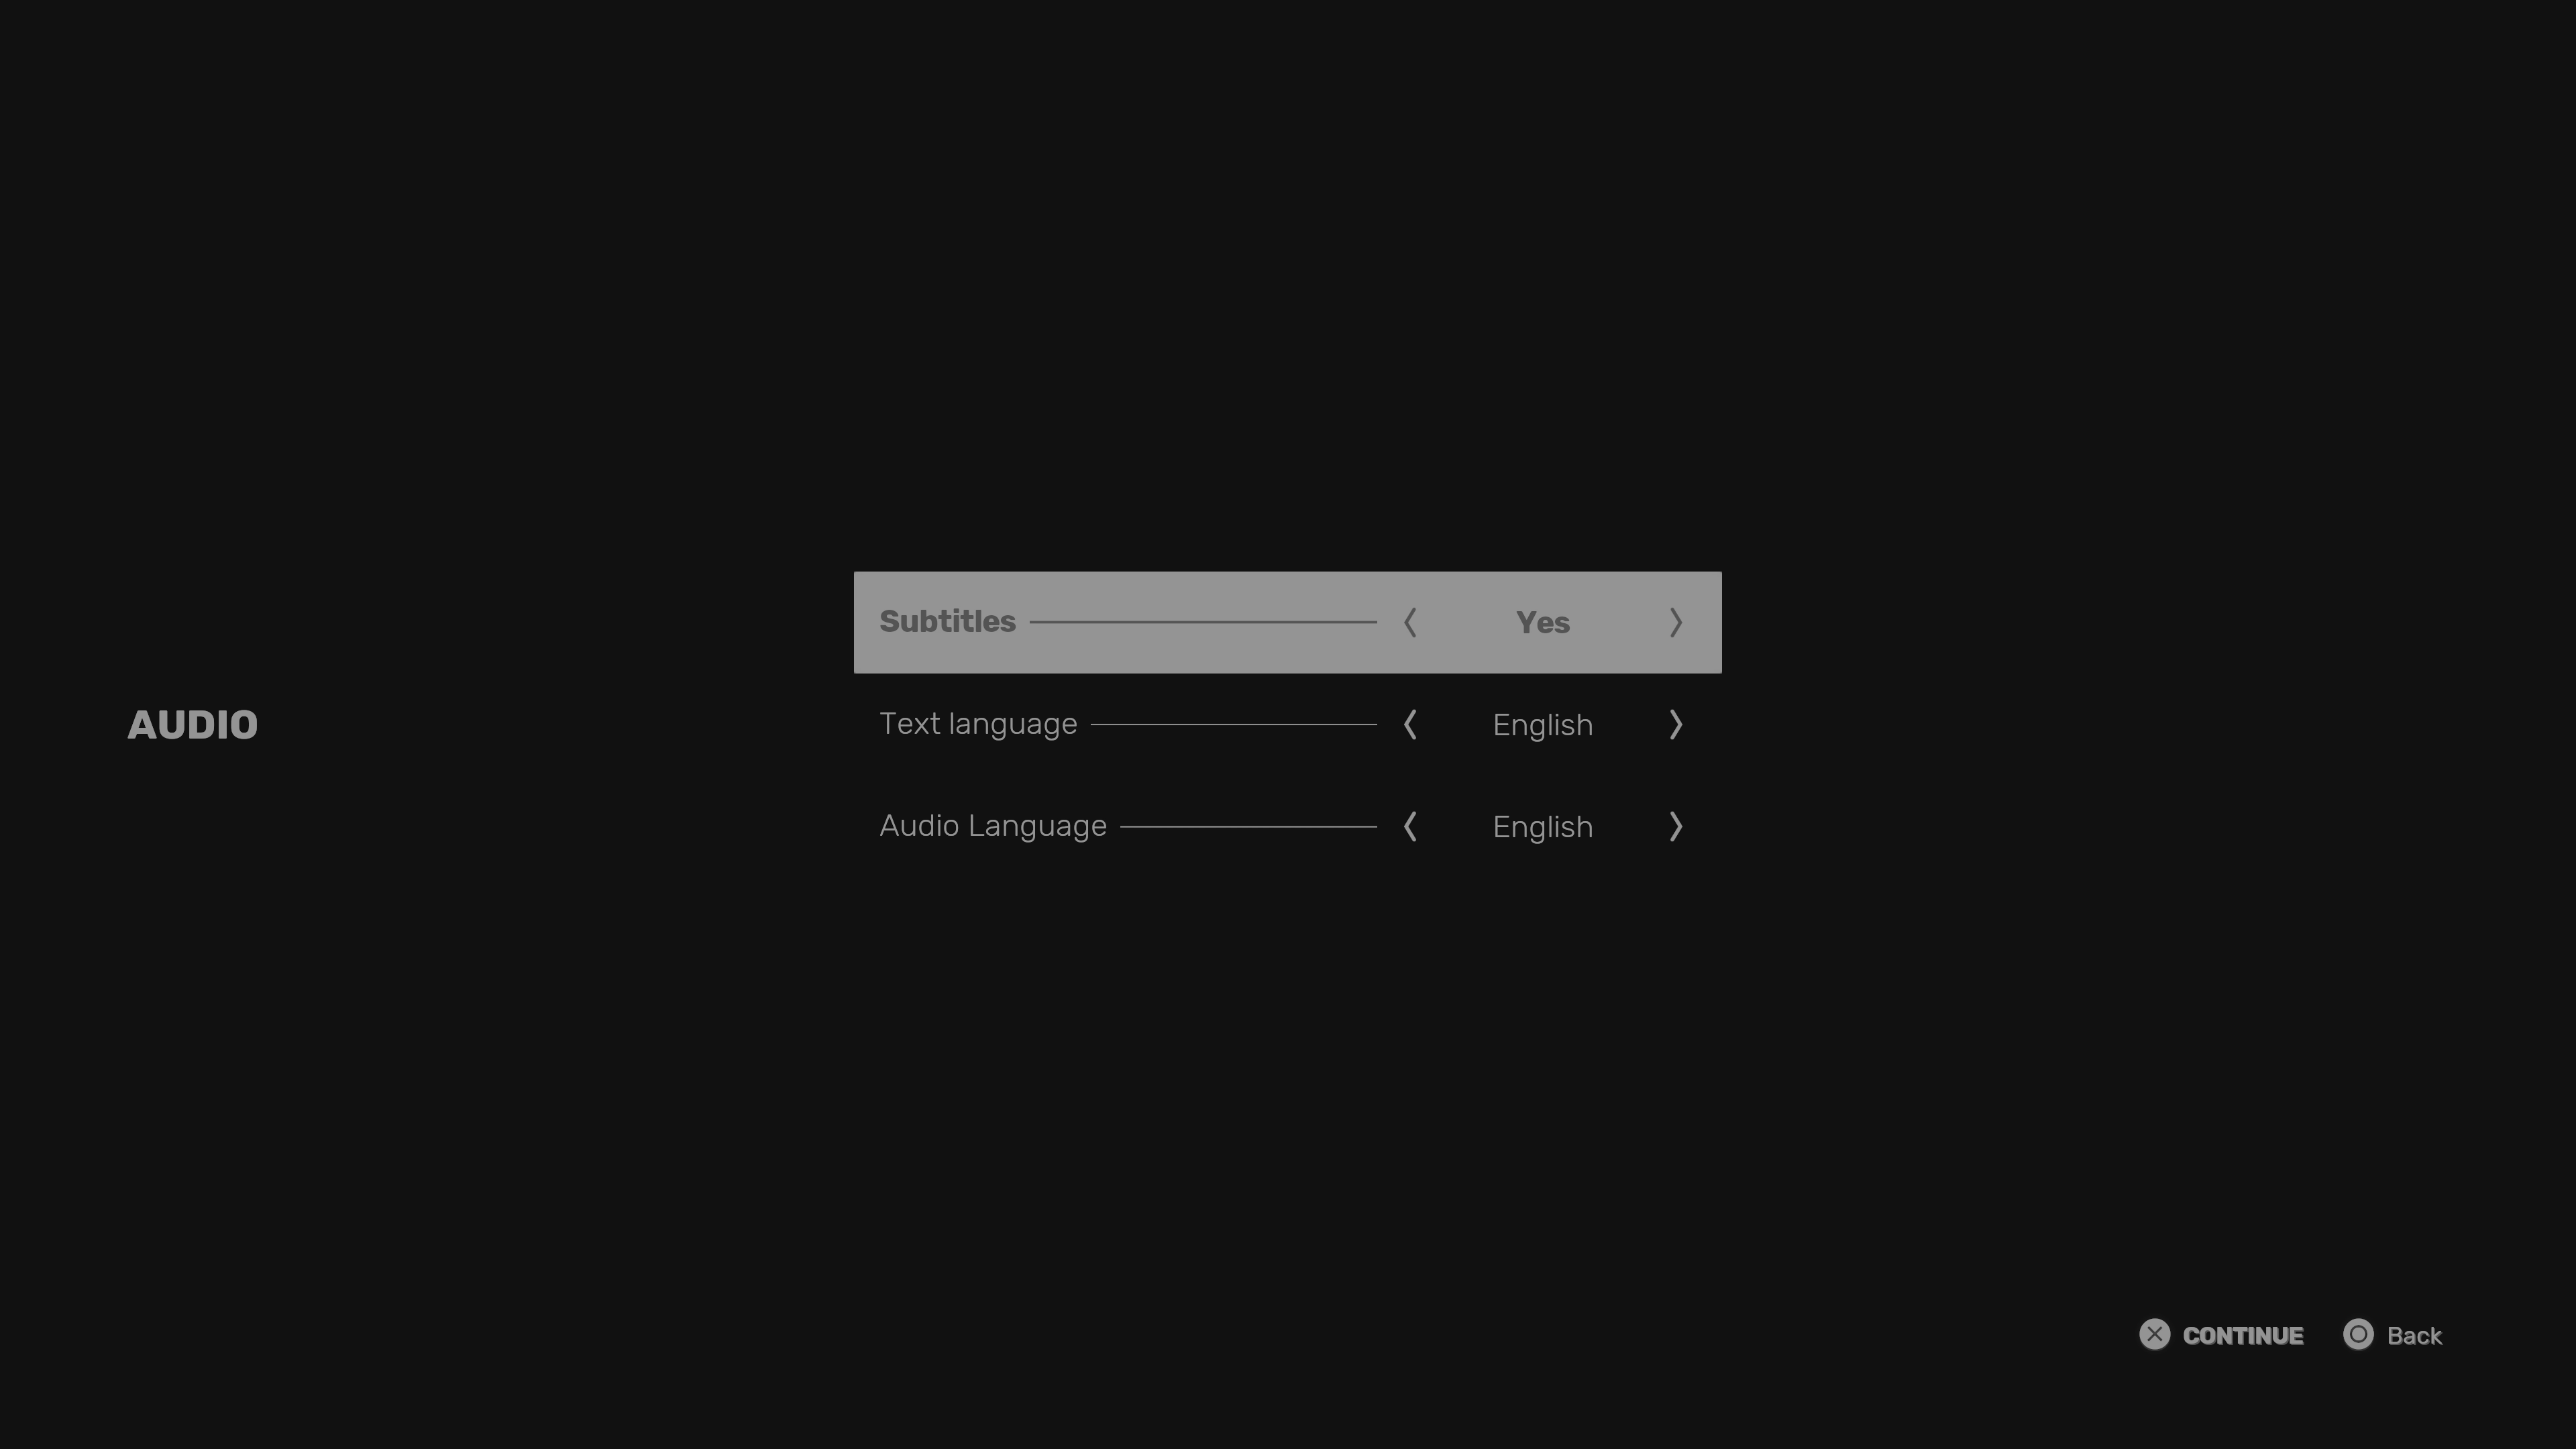 Subtitles Yes
AUDIO
Text language English
Audio Language English
CONTINUE Back